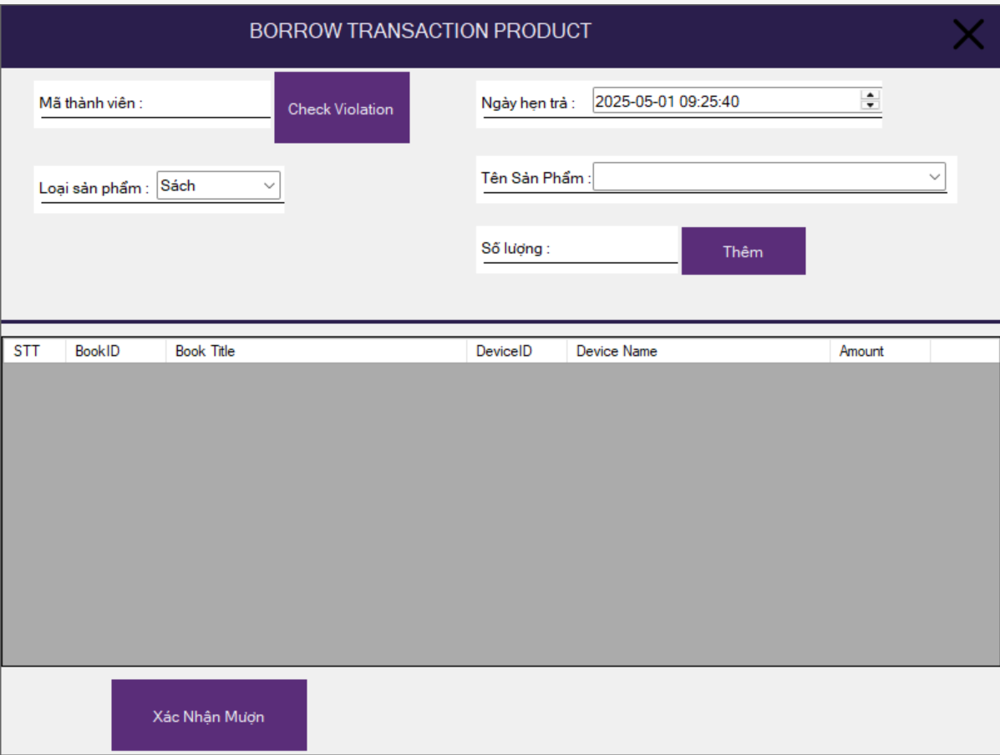 BORROW TRANSACTION PRODUCT
Mã thành viên :
Check Violation
Ngày hẹn trả :
2025-05-01 09:25:40
Loại sản phẩm :
Sách
Tên Sản Phẩm :
Số lượng :
Thêm
STT BookID Book Title DeviceID Device Name Amount
Xác Nhận Mượn